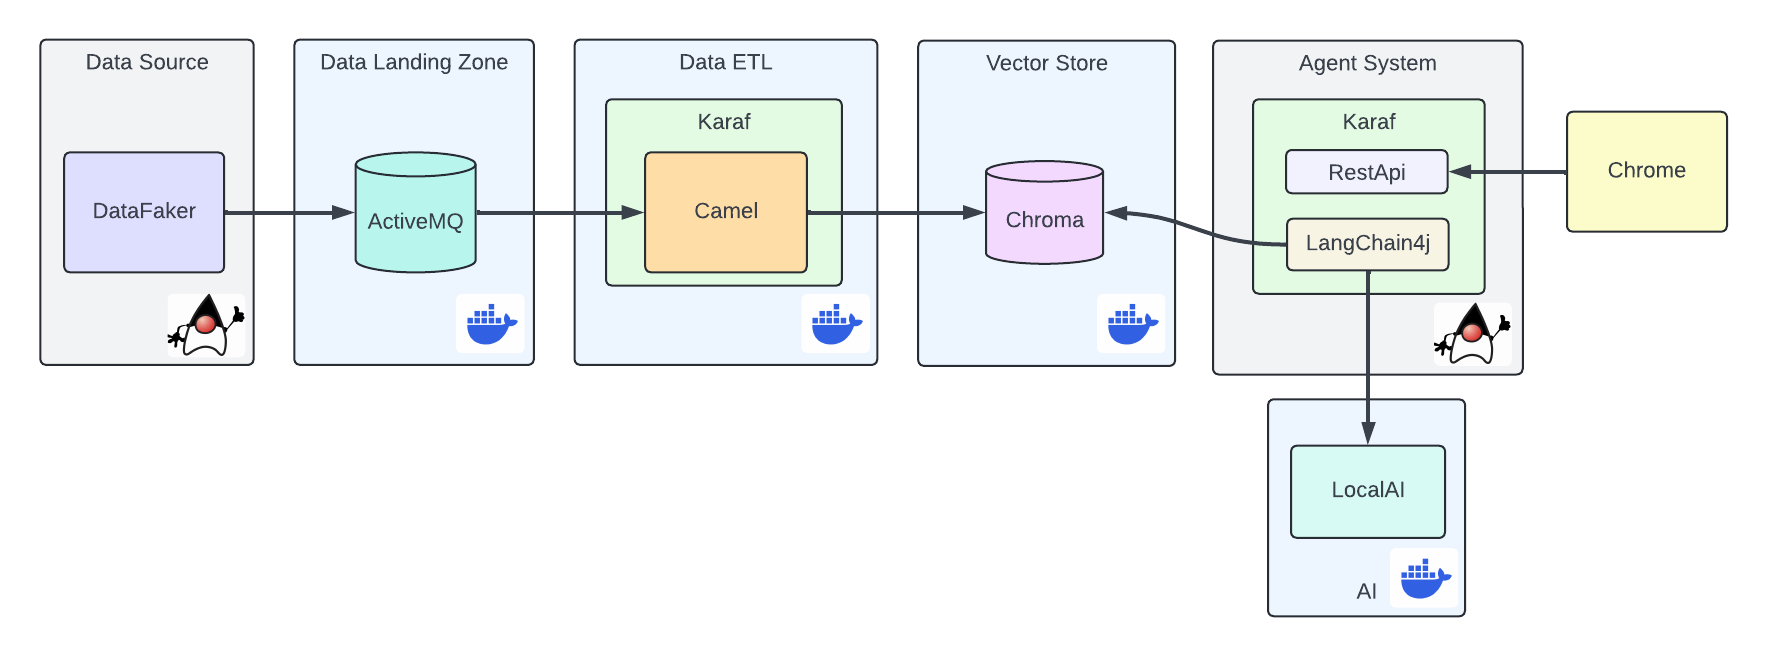 Data Source
DataFaker
Data Landing Zone
ActiveMQ
Data ETL
Karaf
Camel
Vector Store
Chroma
Agent System
Karaf
RestApi
LangChain4j
Chrome
LocalAI
AI